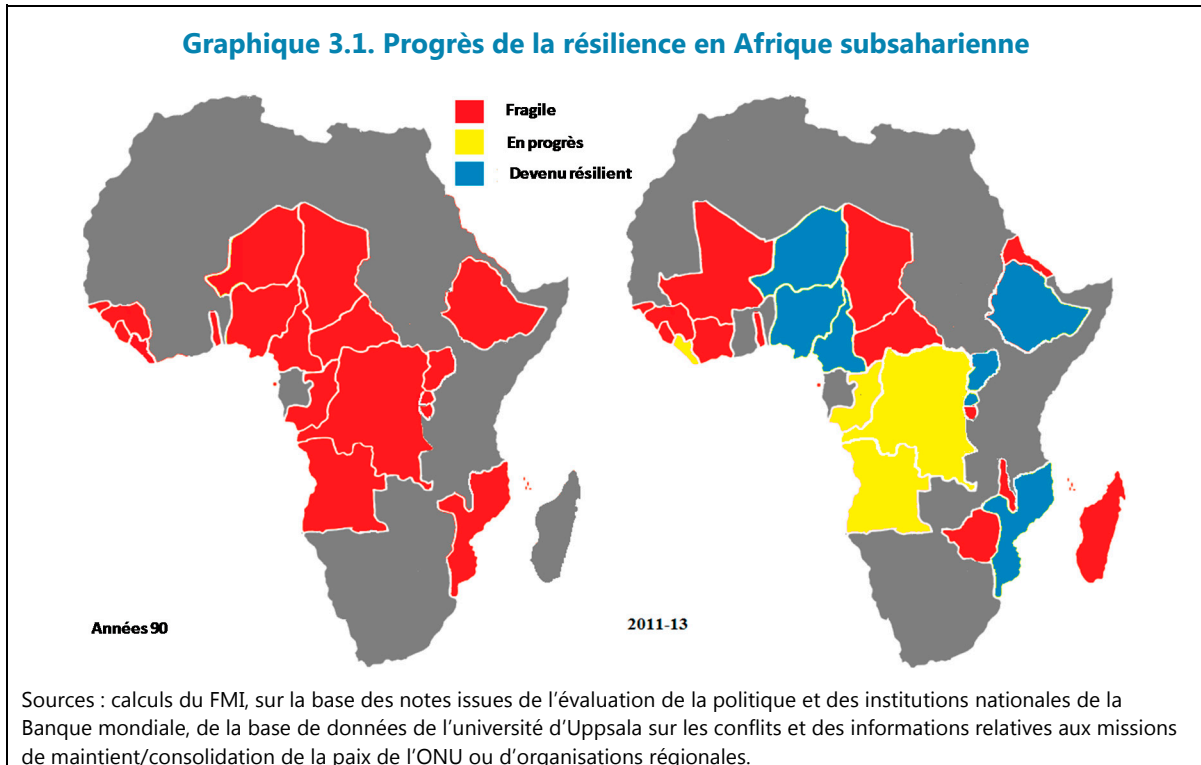 Graphique 3.1. Progrès de la résilience en Afrique subsaharienne
Fragile
En progrès
Devenu résilient
Années 90
2011-13
Sources : calculs du FMI, sur la base des notes issues de l’évaluation de la politique et des institutions nationales de la
Banque mondiale, de la base de données de l’université d’Uppsala sur les conflits et des informations relatives aux missions
de maintient/consolidation de la paix de l’ONU ou d’organisations régionales.